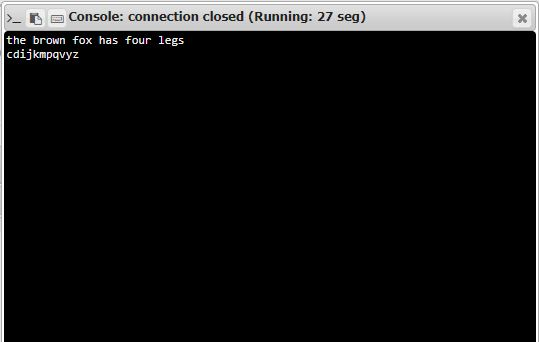 >_ Console: connection closed (Running: 27 seg)
the brown fox has four legs
cdijkmpqvyz